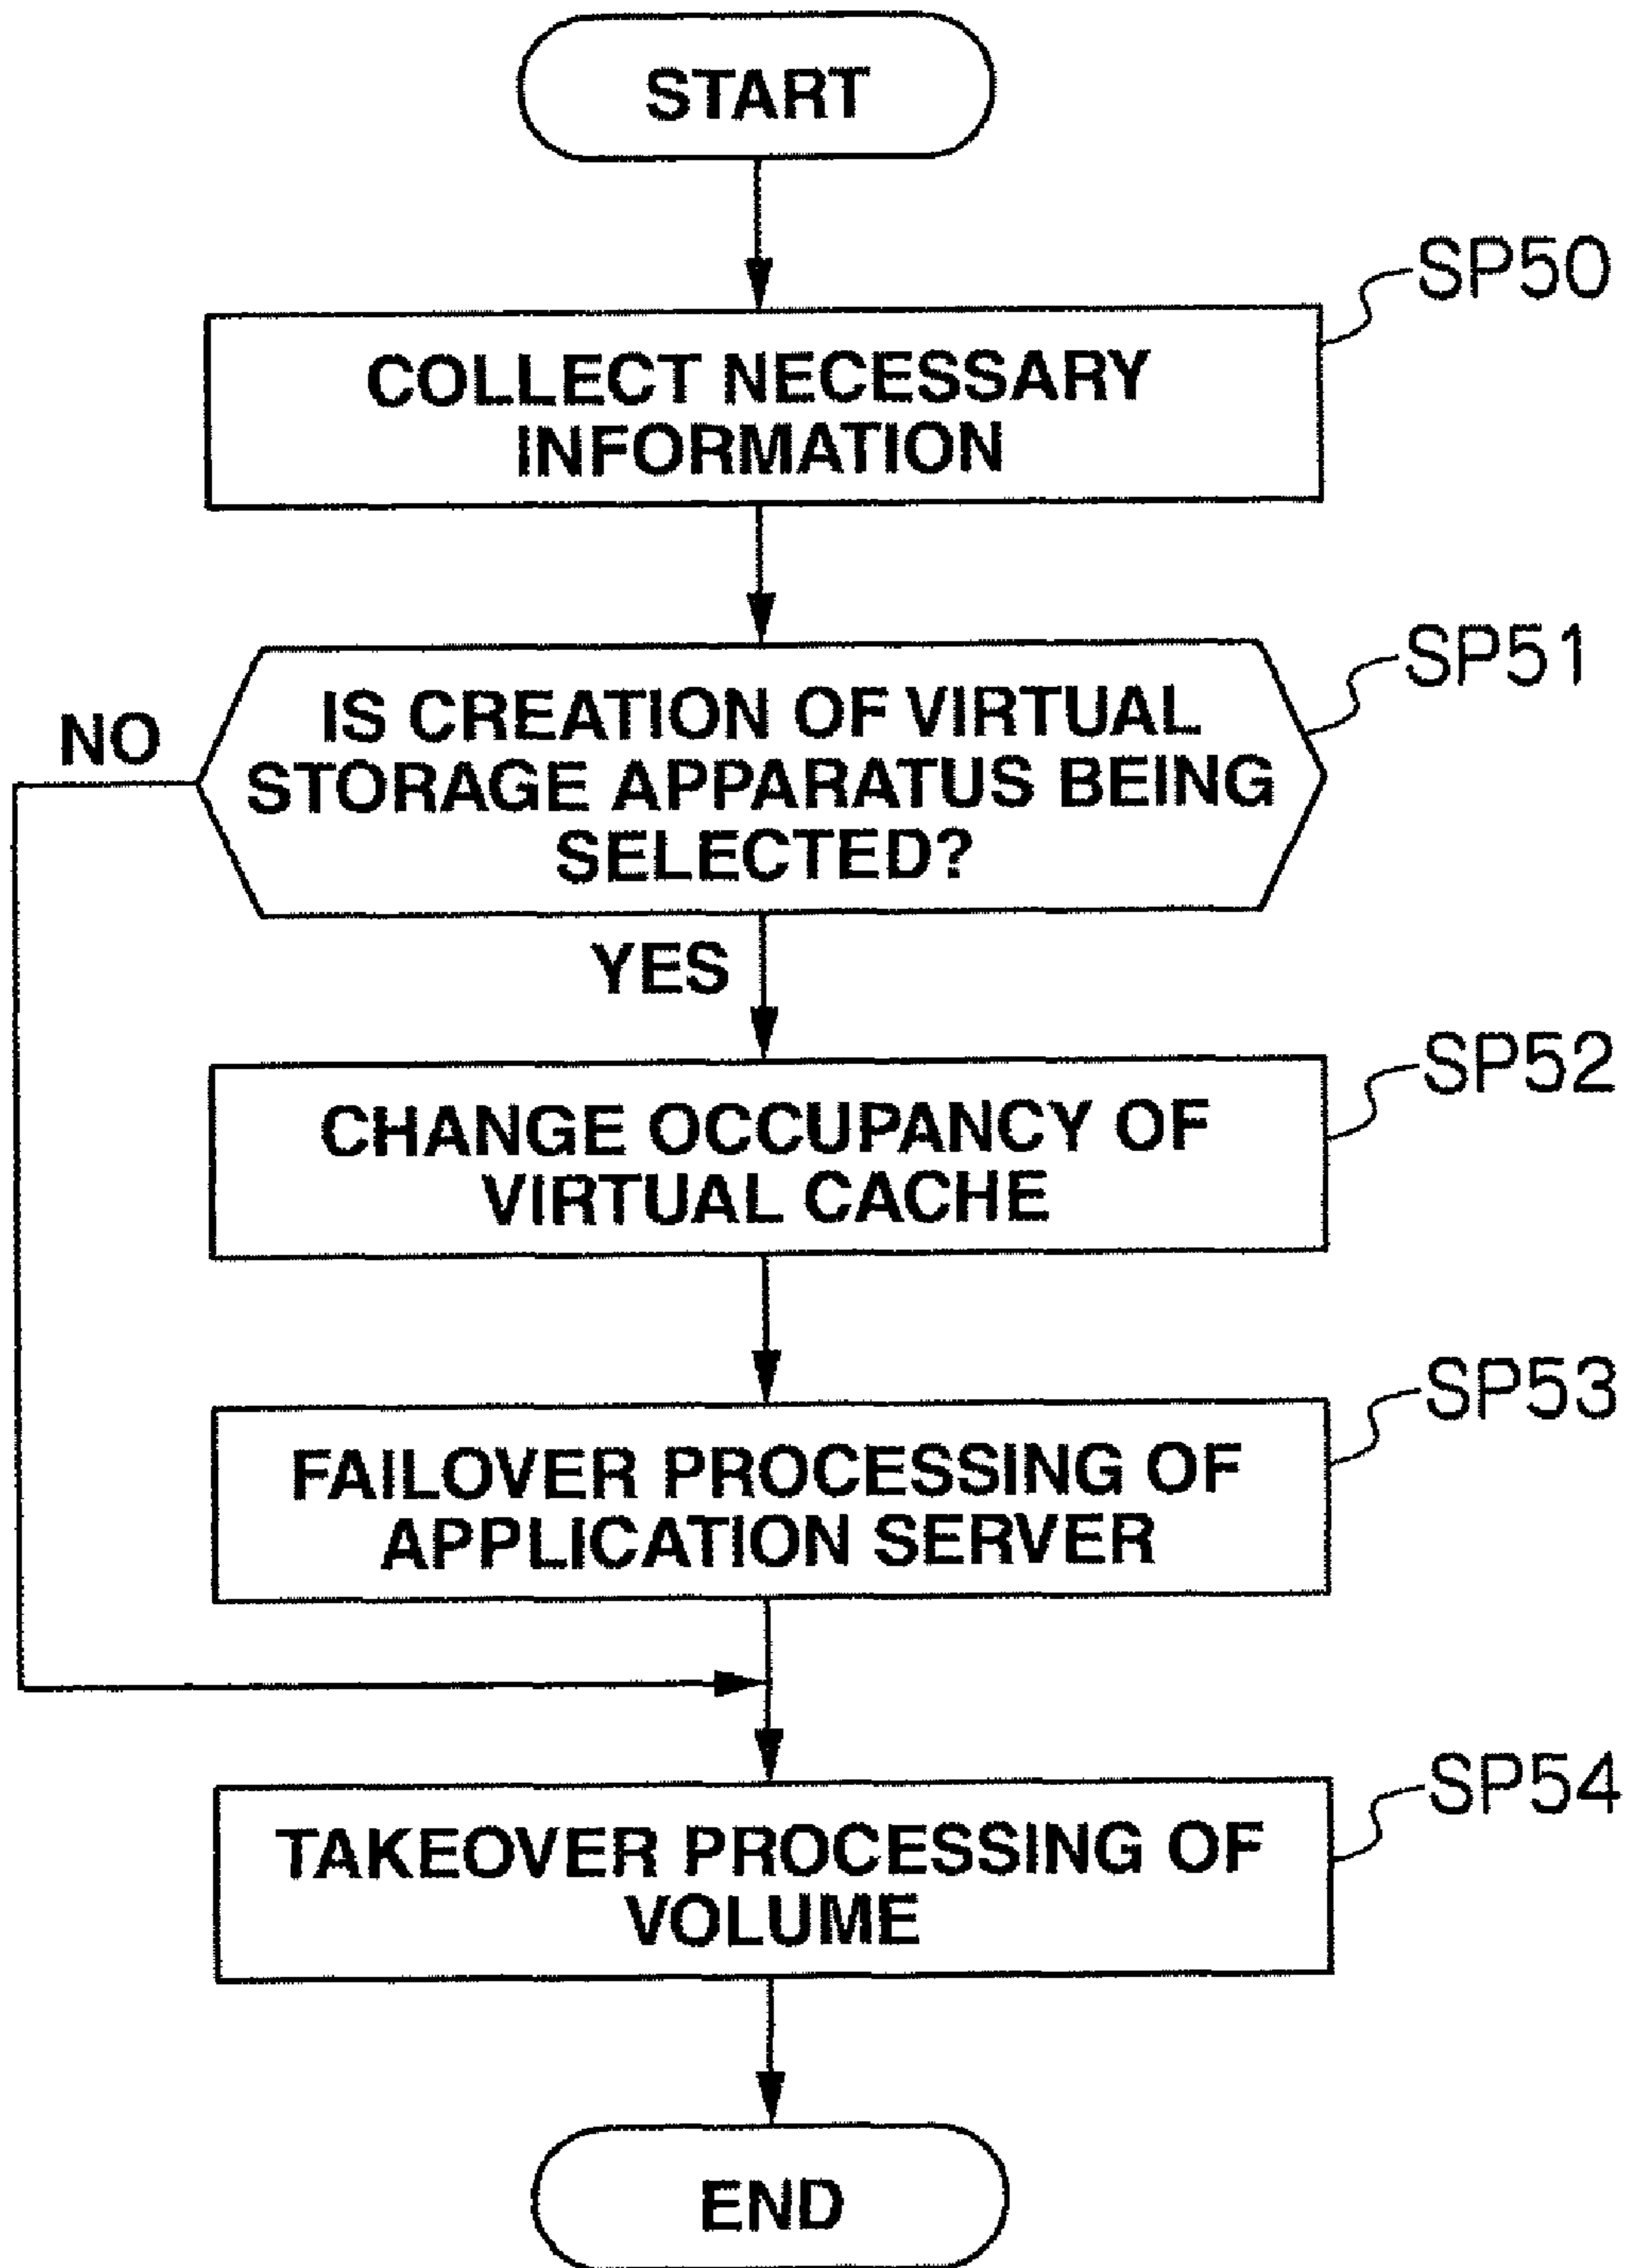 START
SP50
COLLECT NECESSARY
INFORMATION
SP51
NO
IS CREATION OF VIRTUAL
STORAGE APPARATUS BEING
SELECTED?
YES
SP52
CHANGE OCCUPANCY OF
VIRTUAL CACHE
SP53
FAILOVER PROCESSING OF
APPLICATION SERVER
SP54
TAKEOVER PROCESSING OF
VOLUME
END